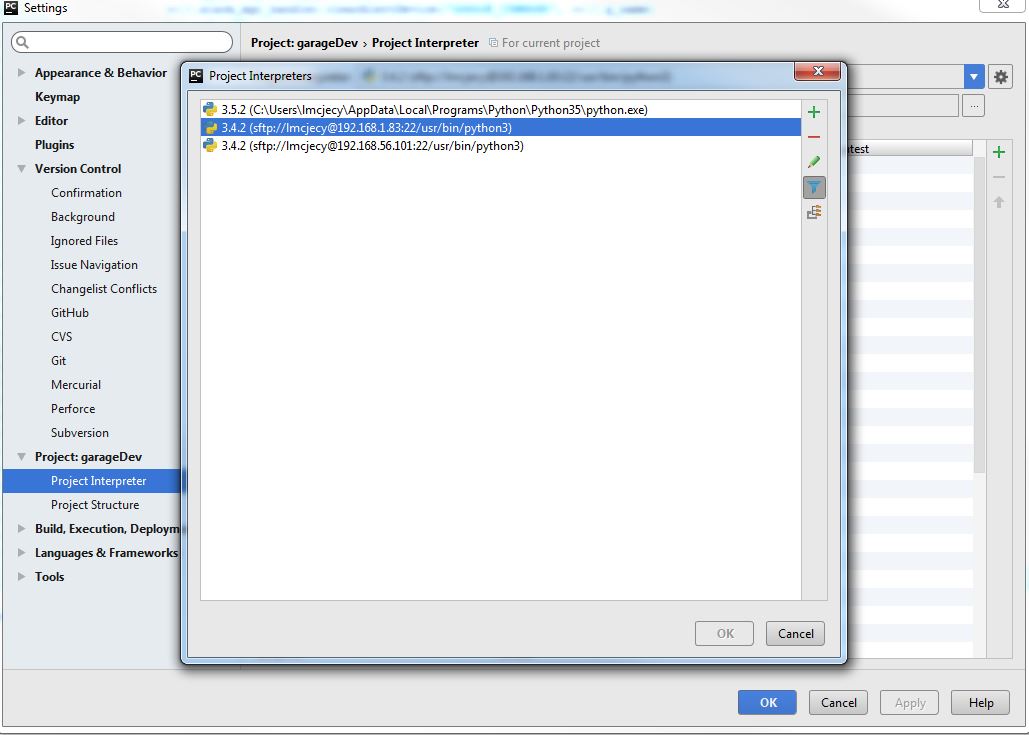 Settings
Project: garageDev › Project Interpreter For current project
Project Interpreters
Appearance & Behavior
Keymap
Editor
Plugins
Version Control
Confirmation
Background
Ignored Files
Issue Navigation
Changelist Conflicts
GitHub
CVS
Git
Mercurial
Perforce
Subversion
Project: garageDev
Project Interpreter
Project Structure
Build, Execution, Deploym
Languages & Frameworks
Tools
3.5.2 (C:\Users\lmcjecy\AppData\Local\Programs\Python\Python35\python.exe)
3.4.2 (sftp://lmcjecy@192.168.1.83:22/usr/bin/python3)
3.4.2 (sftp://lmcjecy@192.168.56.101:22/usr/bin/python3)
...
test
OK Cancel
OK Cancel Apply Help